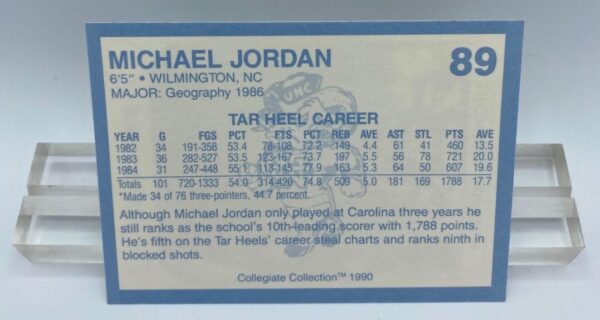 MICHAEL JORDAN 89
6'5" • WILMINGTON, NC
MAJOR: Geography 1986
UNC
TAR HEEL CAREER
YEAR G FGS PCT FTS PCT REB AVE AST STL PTS AVE
1982 34 191-358 53.4 78-108 72.2 149 4.4 61 41 460 13.5
1983 36 282-527 53.5 123-167 73.7 197 5.5 56 78 721 20.0
1984 31 247-448 55.1 113-145 77.9 163 5.3 64 50 607 19.6
Totals 101 720-1333 54.0 314-420 74.8 509 5.0 181 169 1788 17.7
*Made 34 of 76 three-pointers, 44.7 percent.
Although Michael Jordan only played at Carolina three years he
still ranks as the school's 10th-leading scorer with 1,788 points.
He's fifth on the Tar Heels' career steal charts and ranks ninth in
blocked shots.
Collegiate Collection™ 1990